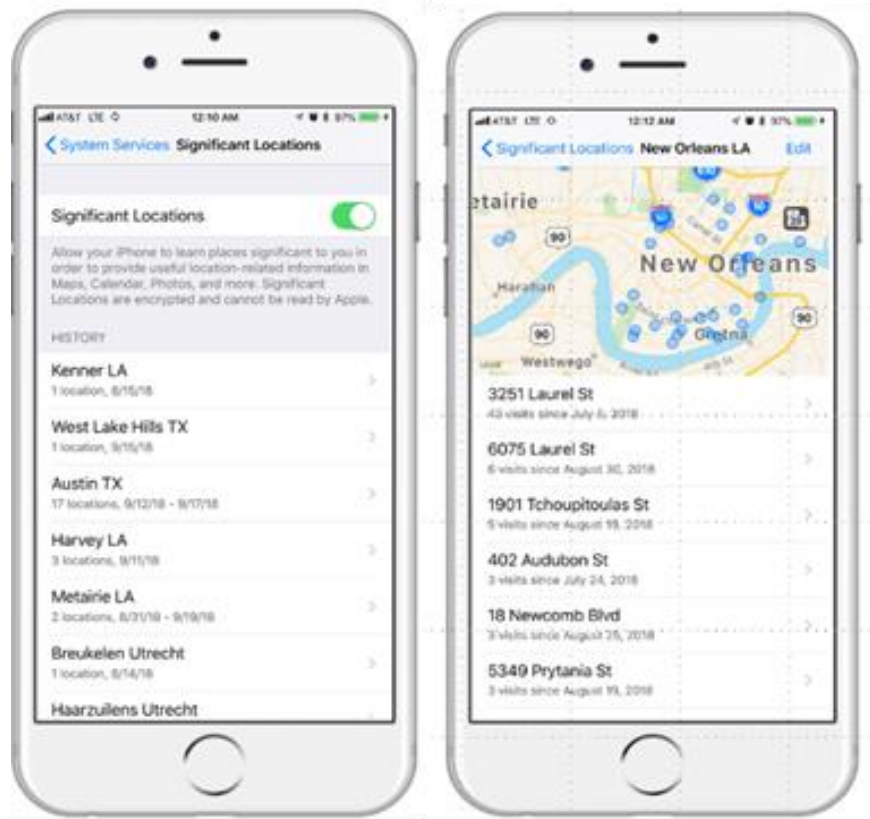 AT&T LTE 12:10 AM 97%
System Services Significant Locations
Significant Locations
Allow your iPhone to learn places significant to you in
order to provide useful location-related information in
Maps, Calendar, Photos, and more. Significant
Locations are encrypted and cannot be read by Apple.
HISTORY
Kenner LA
1 location,
West Lake Hills TX
1 location, 9/15/18
Austin TX
17 locations, 9/12/18 - 9/17/18
Harvey LA
3 locations, 9/11/18
Metairie LA
2 locations, 8/31/18 - 9/19/18
Breukelen Utrecht
1 location, 8/14/18
Haarzuilens Utrecht
AT&T LTE 12:12 AM 97%
Significant Locations New Orleans LA Edit
etairie
90
New Orleans
Harahan
90
90
Gretna
Westwego
3251 Laurel St
43 visits since July 6, 2018
6075 Laurel St
6 visits since August 30, 2018
1901 Tchoupitoulas St
5 visits since August 19, 2018
402 Audubon St
3 visits since July 24, 2018
18 Newcomb Blvd
3 visits since August 25, 2018
5349 Prytania St
3 visits since August 19, 2018